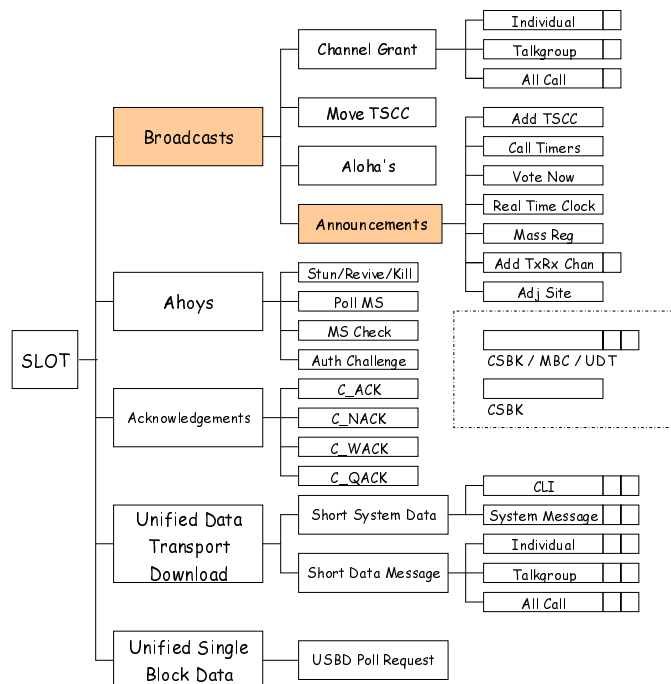 SLOT
Broadcasts
Channel Grant
Individual
Talkgroup
All Call
Move TSCC
Aloha's
Announcements
Add TSCC
Call Timers
Vote Now
Real Time Clock
Mass Reg
Add TxRx Chan
Adj Site
Ahoys
Stun/Revive/Kill
Poll MS
MS Check
Auth Challenge
CSBK / MBC / UDT
CSBK
Acknowledgements
C_ACK
C_NACK
C_WACK
C_QACK
Unified Data
Transport
Download
Short System Data
CLI
System Message
Short Data Message
Individual
Talkgroup
All Call
Unified Single
Block Data
USBD Poll Request